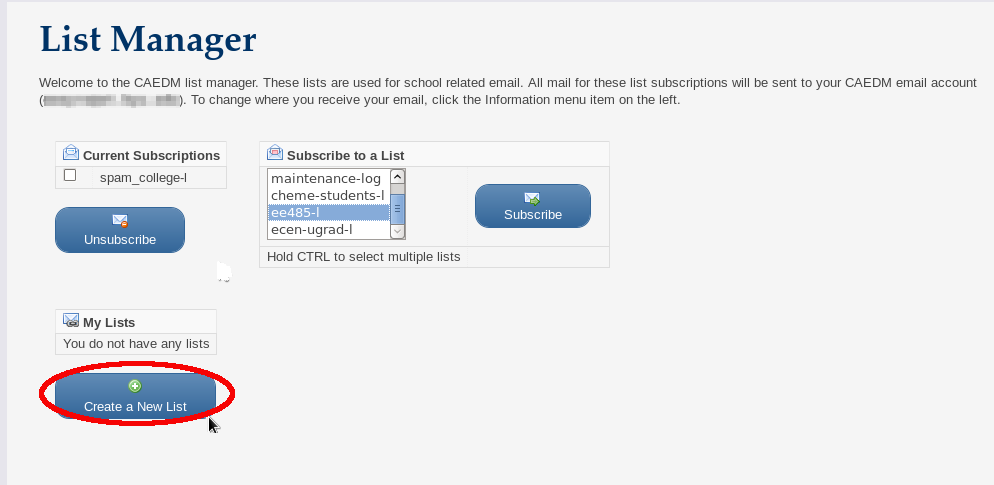 List Manager
Welcome to the CAEDM list manager. These lists are used for school related email. All mail for these list subscriptions will be sent to your CAEDM email account
( ). To change where you receive your email, click the Information menu item on the left.
Current Subscriptions
spam_college-l
Unsubscribe
Subscribe to a List
maintenance-log
cheme-students-l
ee485-l
ecen-ugrad-l
Subscribe
Hold CTRL to select multiple lists
My Lists
You do not have any lists
Create a New List